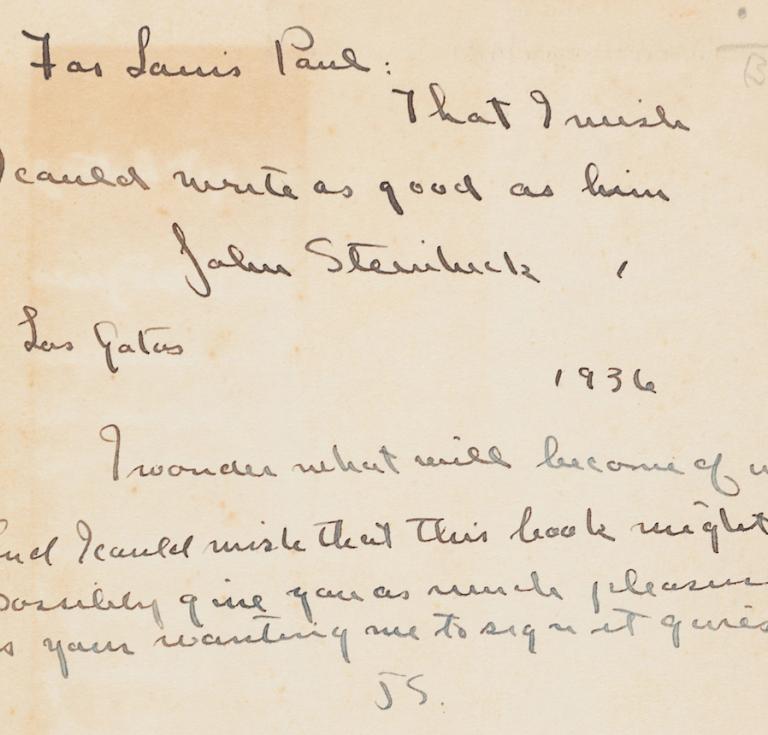 For Louis Paul:
That I wish
I could write as good as him
John Steinbeck
Los Gatos
1936
I wonder what will become of
And I could wish that this book might
possibly give you as much pleasure
as your wanting me to sign it gives
JS.